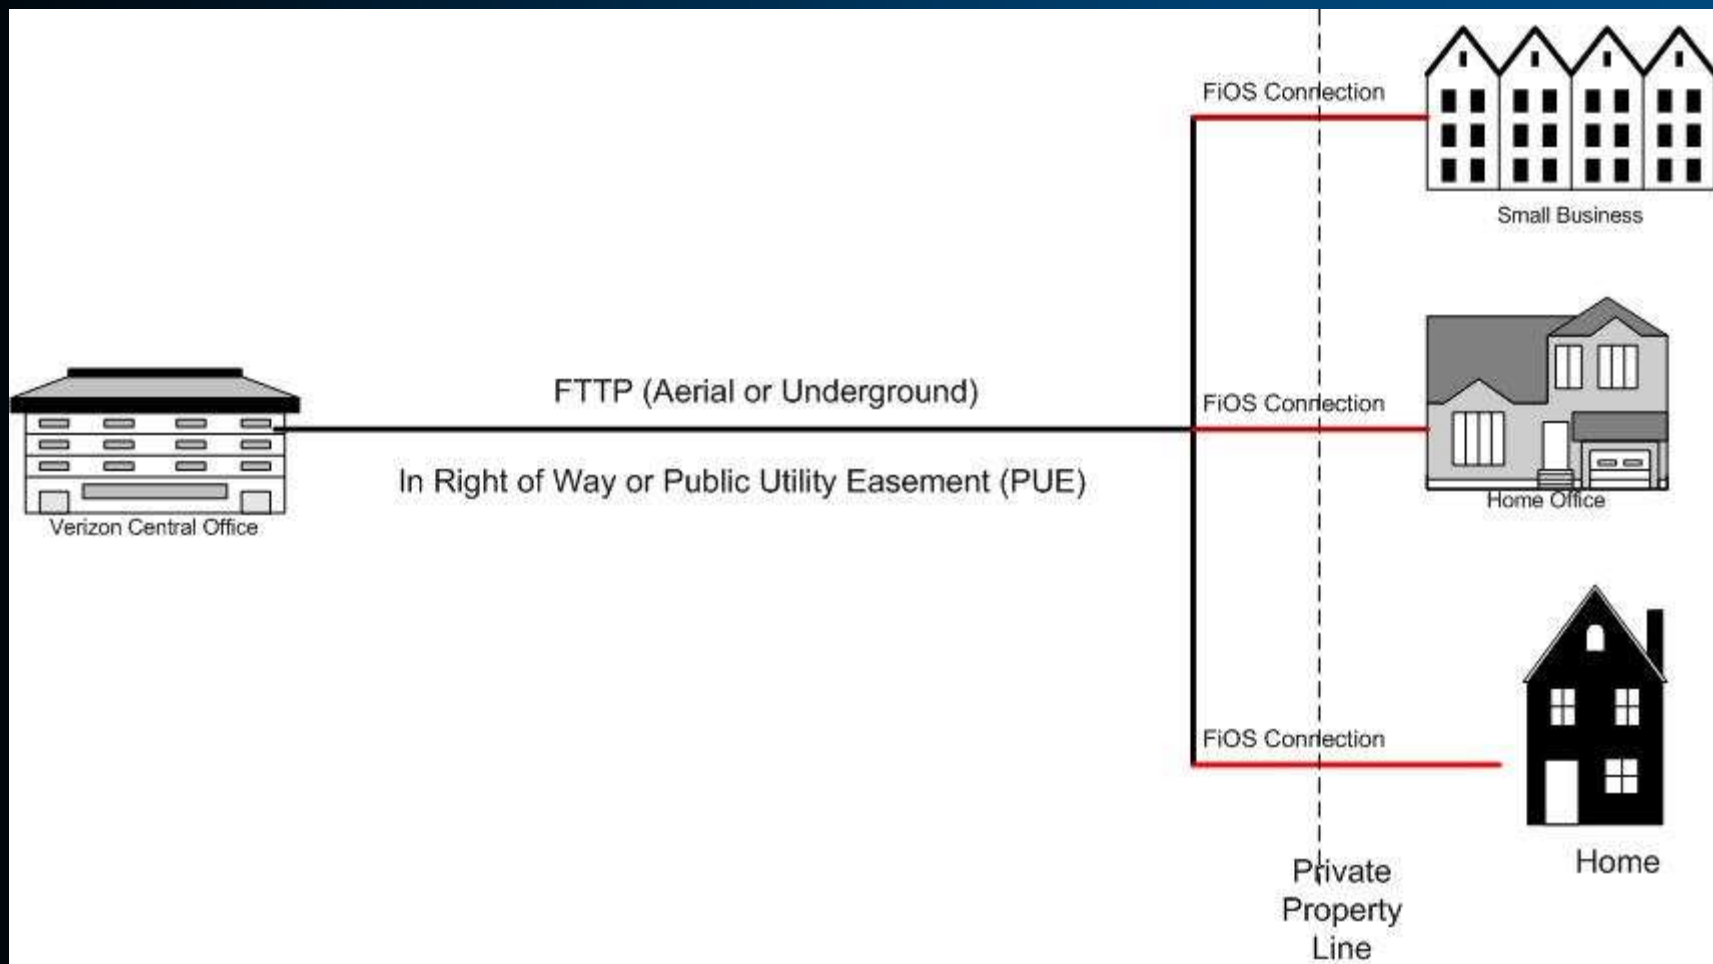 FiOS Connection
Small Business
FTTP (Aerial or Underground)
FiOS Connection
In Right of Way or Public Utility Easement (PUE)
Home Office
Verizon Central Office
FiOS Connection
Home
Private
Property
Line